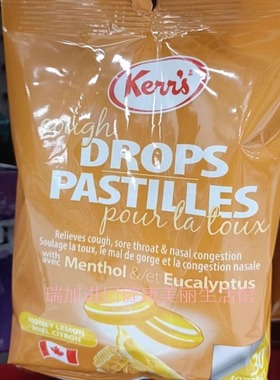 Kerr's
cough
DROPS
PASTILLES
pour la toux
Relieves cough, sore throat & nasal congestion
Soulage la toux, le mal de gorge et la congestion nasale
with
avec
Menthol &/et Eucalyptus
HONEY LEMON
MIEL CITRON
30